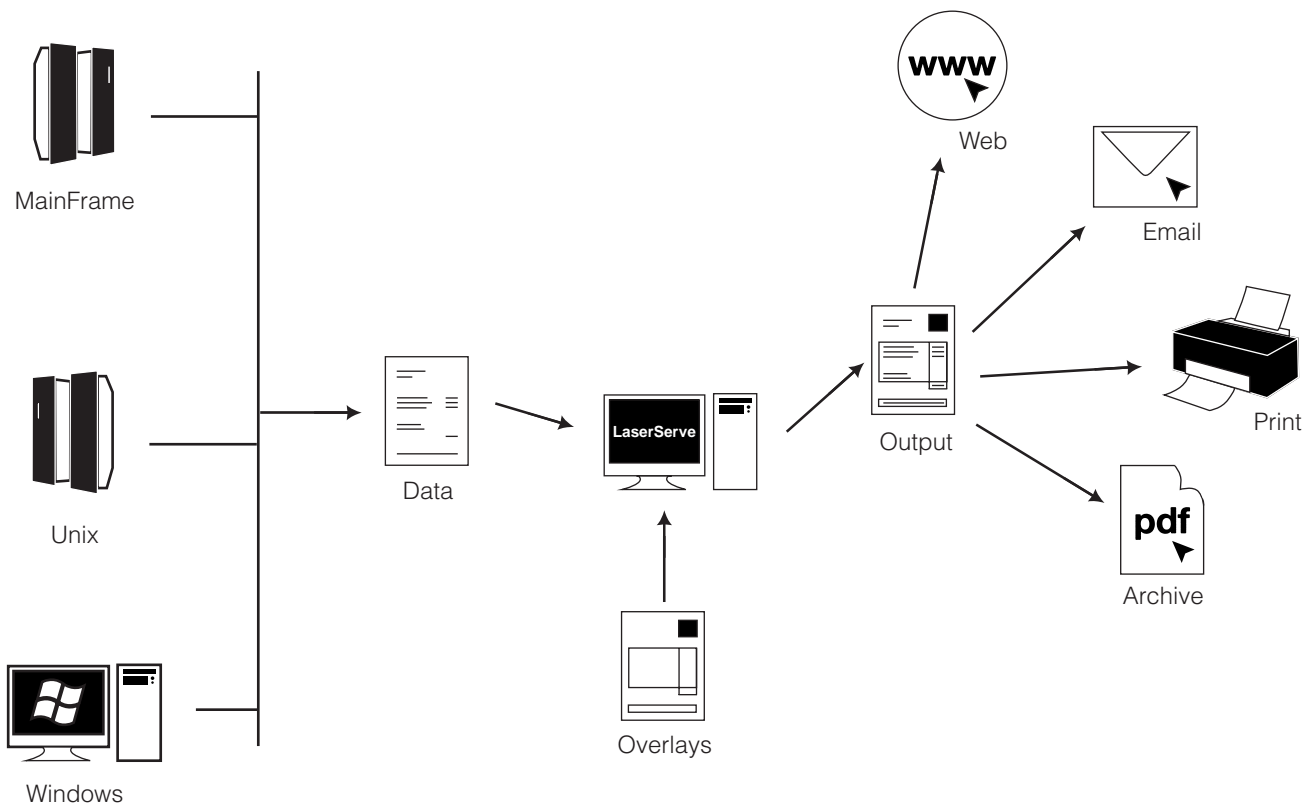 MainFrame
Unix
Windows
Data
LaserServe
Overlays
Output
www
Web
Email
Print
pdf
Archive